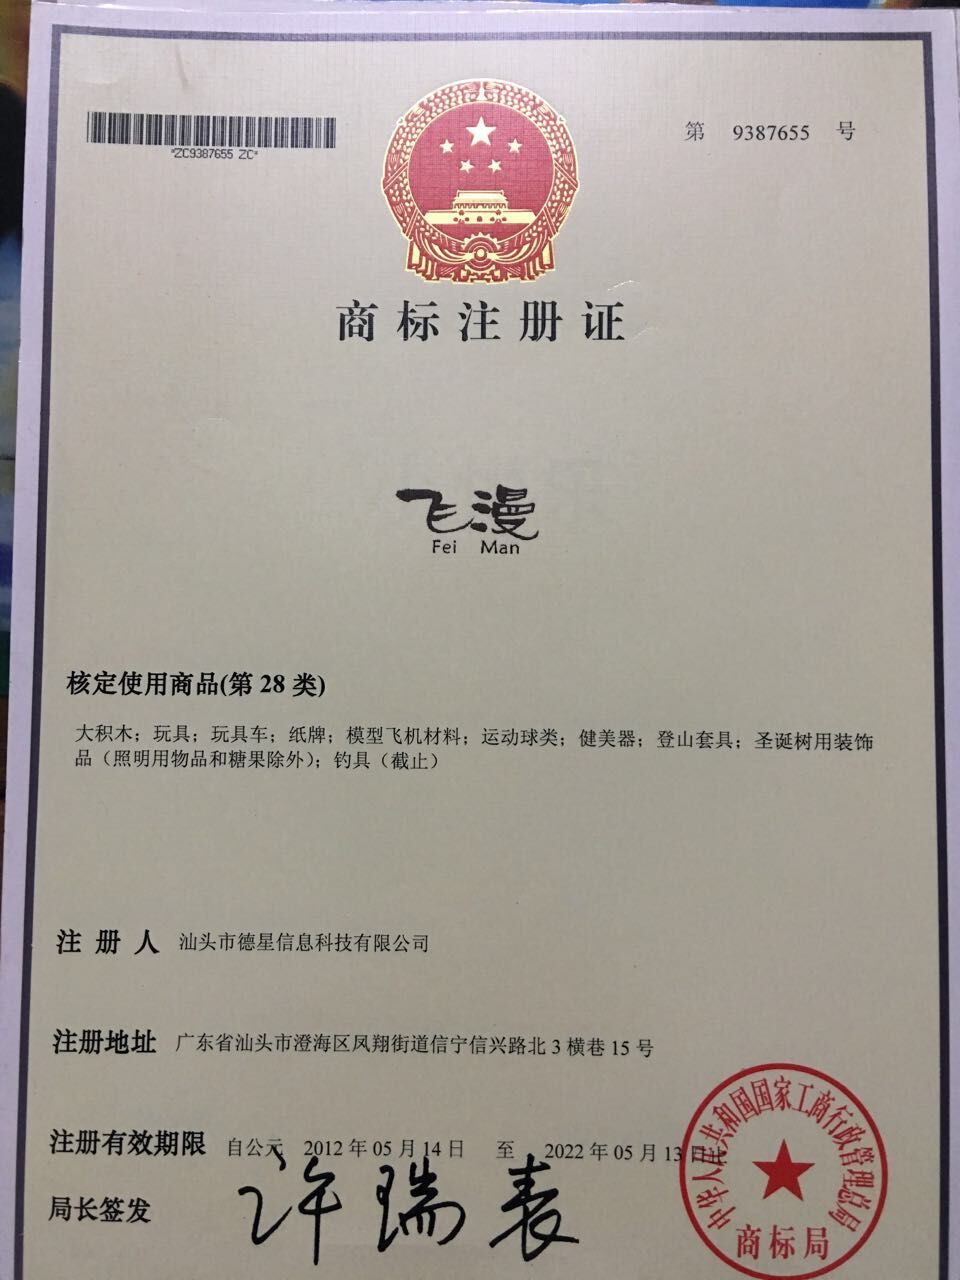 第 9387655 号
*ZC9387655 ZC*
商标注册证
飞漫
Fei Man
核定使用商品(第 28 类)
大积木；玩具；玩具车；纸牌；模型飞机材料；运动球类；健美器；登山套具；圣诞树用装饰
品（照明用物品和糖果除外）；钓具（截止）
注册人 汕头市德星信息科技有限公司
注册地址 广东省汕头市澄海区凤翔街道信宁信兴路北 3 横巷 15 号
注册有效期限 自公元 2012 年 05 月 14 日 至 2022 年 05 月 13 日止
局长签发 许瑞表
中华人民共和国国家工商行政管理总局
商标局